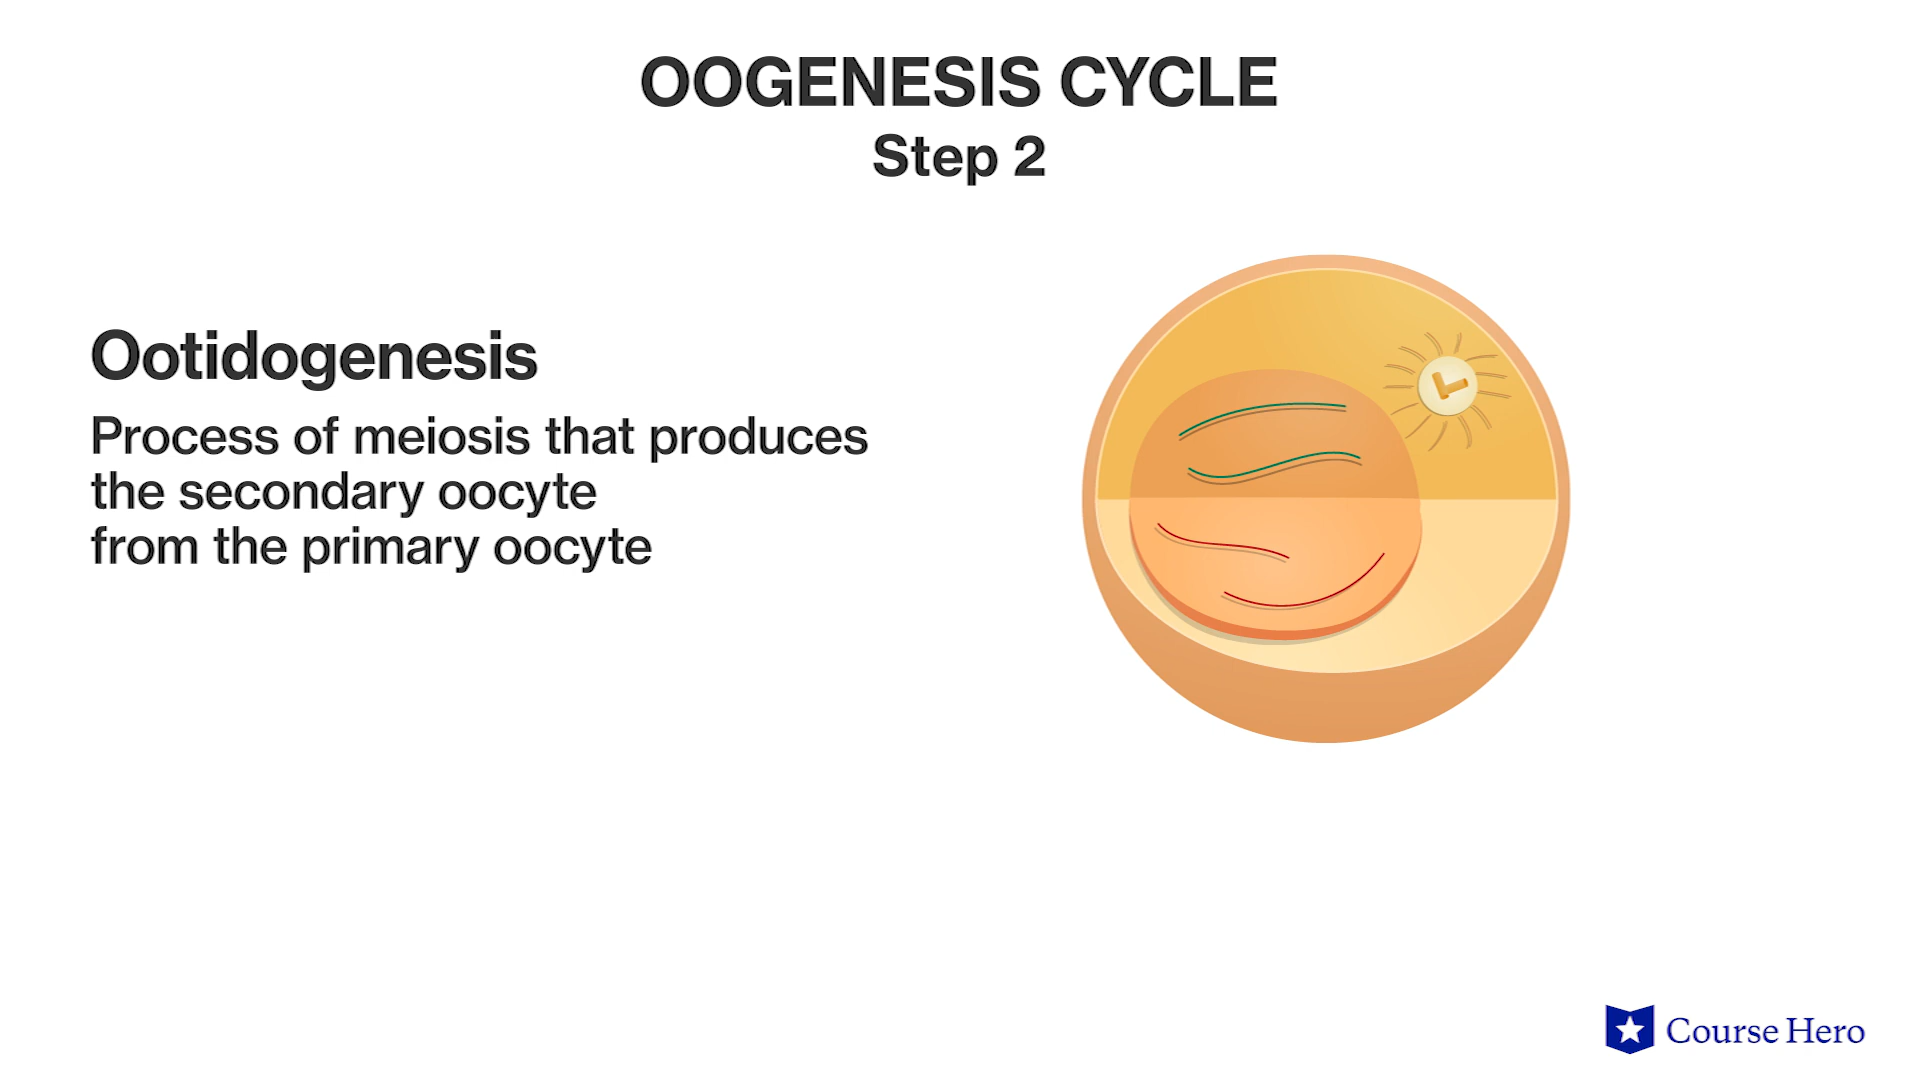 OOGENESIS CYCLE
Step 2
Ootidogenesis
Process of meiosis that produces
the secondary oocyte
from the primary oocyte
Course Hero